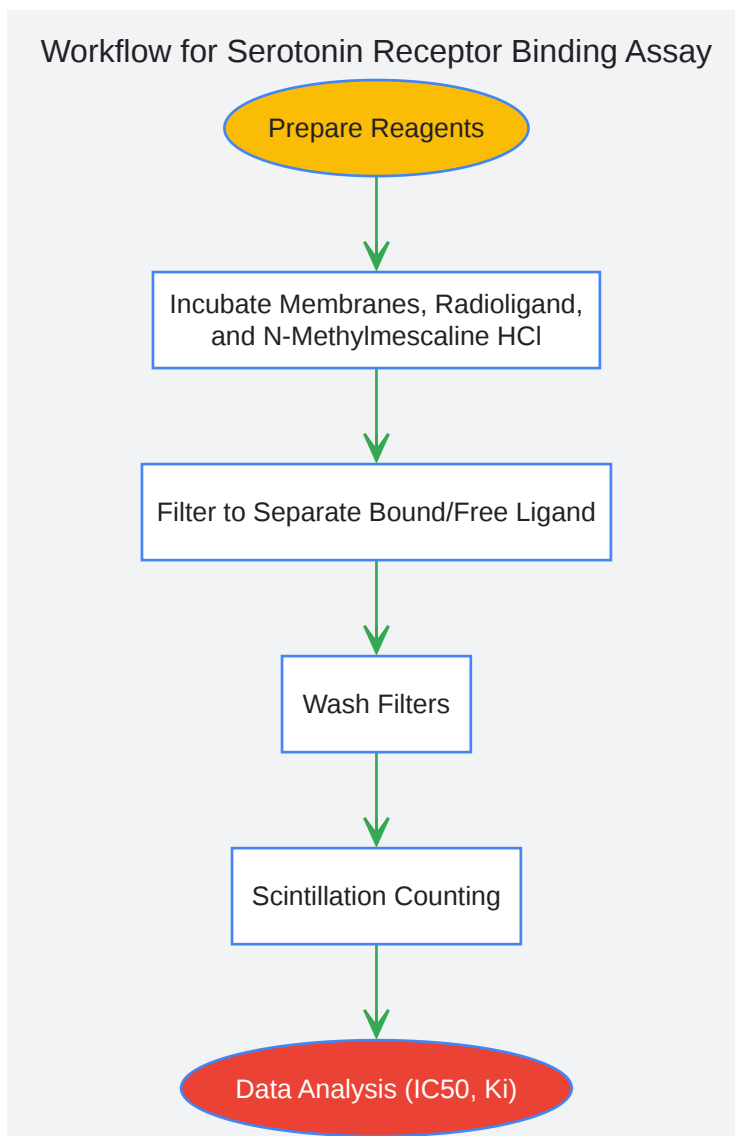 Workflow for Serotonin Receptor Binding Assay
Prepare Reagents
Incubate Membranes, Radioligand,
and N-Methylmescaline HCl
Filter to Separate Bound/Free Ligand
Wash Filters
Scintillation Counting
Data Analysis (IC50, Ki)